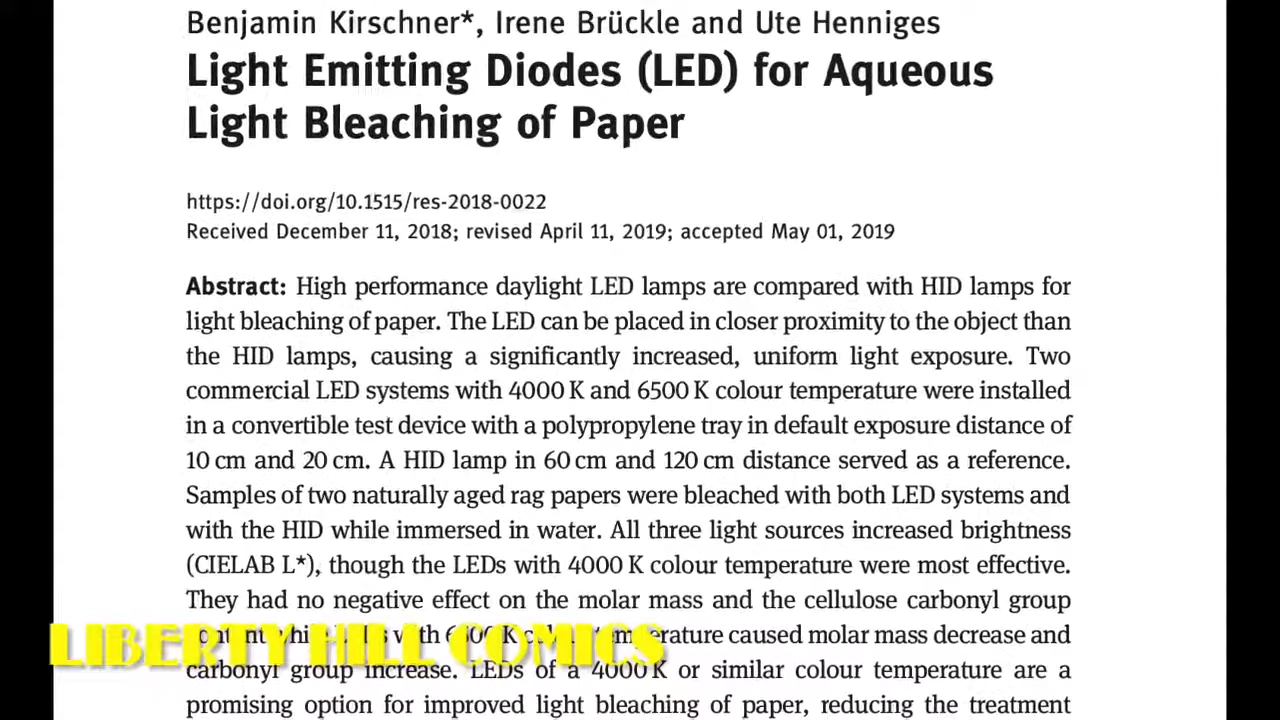 Benjamin Kirschner*, Irene Brückle and Ute Henniges
Light Emitting Diodes (LED) for Aqueous
Light Bleaching of Paper
https://doi.org/10.1515/res-2018-0022
Received December 11, 2018; revised April 11, 2019; accepted May 01, 2019
Abstract: High performance daylight LED lamps are compared with HID lamps for
light bleaching of paper. The LED can be placed in closer proximity to the object than
the HID lamps, causing a significantly increased, uniform light exposure. Two
commercial LED systems with 4000 K and 6500 K colour temperature were installed
in a convertible test device with a polypropylene tray in default exposure distance of
10 cm and 20 cm. A HID lamp in 60 cm and 120 cm distance served as a reference.
Samples of two naturally aged rag papers were bleached with both LED systems and
with the HID while immersed in water. All three light sources increased brightness
(CIELAB L*), though the LEDs with 4000 K colour temperature were most effective.
They had no negative effect on the molar mass and the cellulose carbonyl group
with temperature caused molar mass decrease and
LIBERTY HILL COMICS
carbonyl group increase. LEDs of a 4000 K or similar colour temperature are a
promising option for improved light bleaching of paper, reducing the treatment